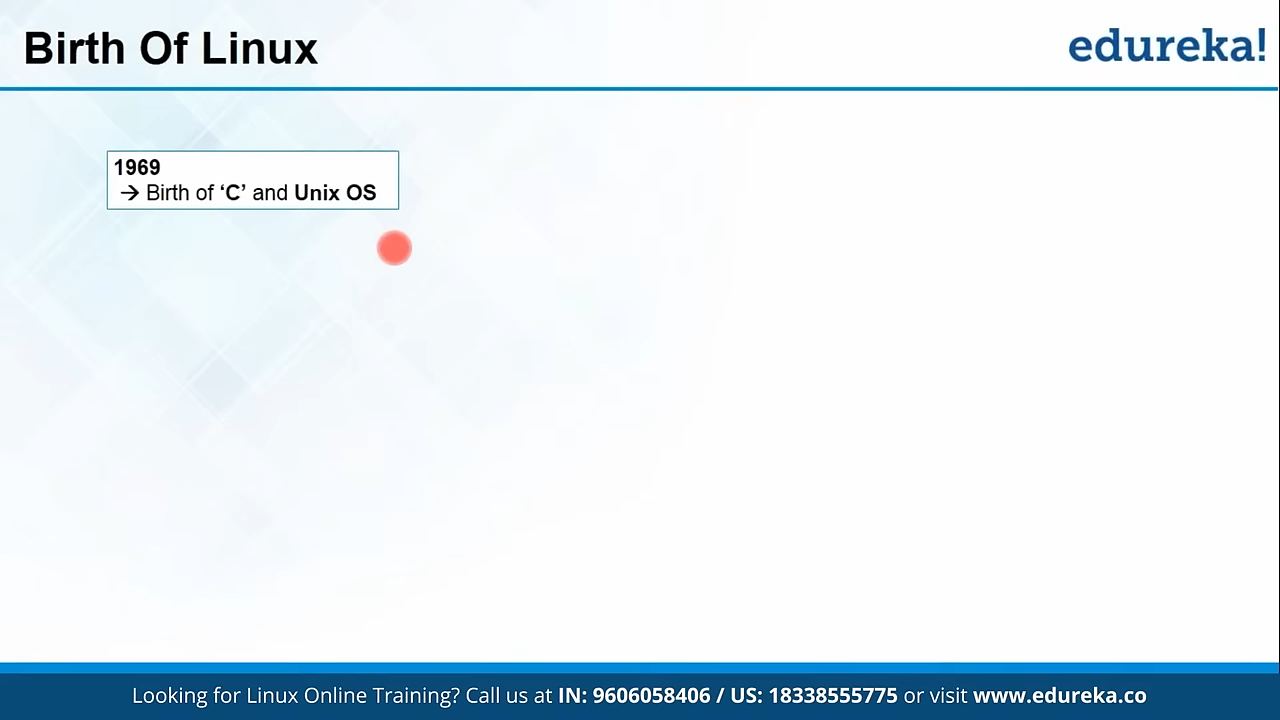 Birth Of Linux
edureka!
1969
→ Birth of ‘C’ and Unix OS
Looking for Linux Online Training? Call us at IN: 9606058406 / US: 18338555775 or visit www.edureka.co